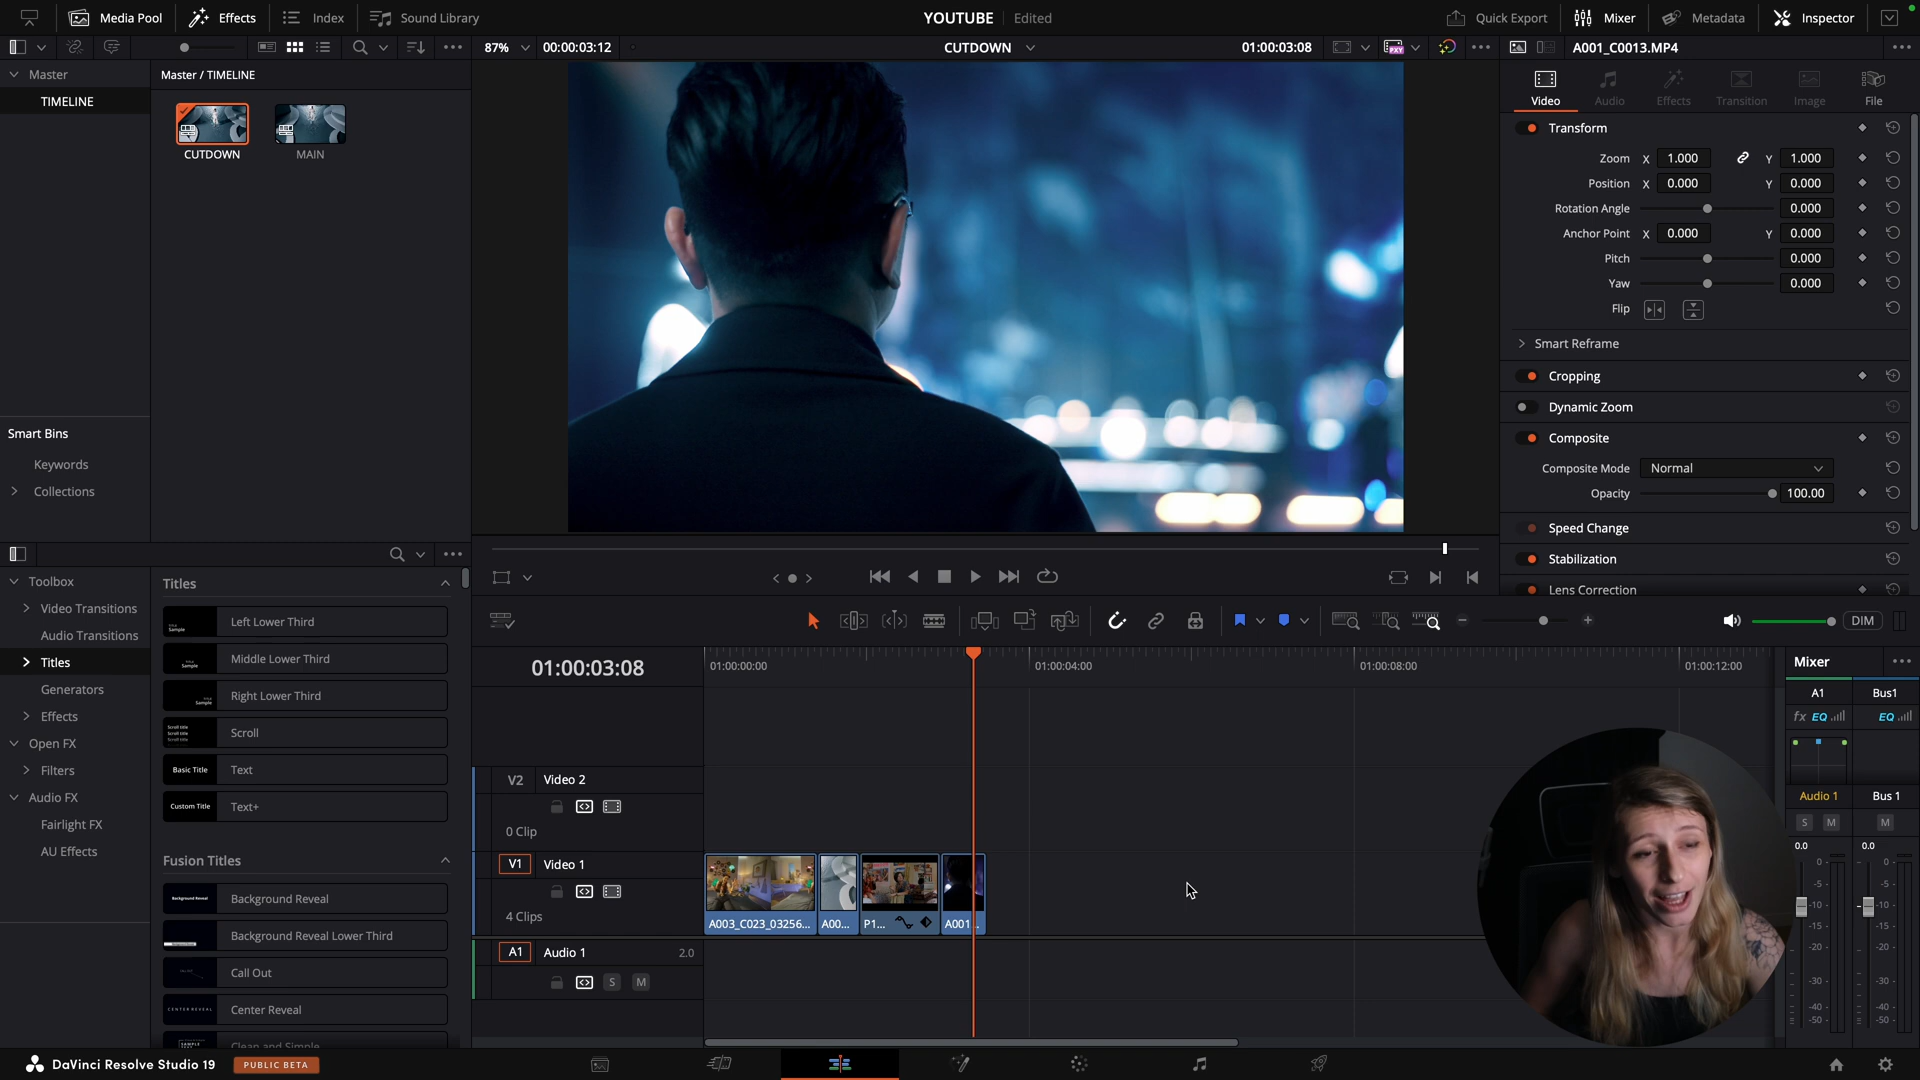 Media Pool
Effects
Index
Sound Library
YOUTUBE
Edited
Quick Export
Mixer
Metadata
Inspector
87%
00:00:03:12
CUTDOWN
01:00:03:08
PXY
A001_C0013.MP4
Master
TIMELINE
Master / TIMELINE
CUTDOWN
MAIN
Smart Bins
Keywords
Collections
Video
Audio
Effects
Transition
Image
File
Transform
Zoom X 1.000 Y 1.000
Position X 0.000 Y 0.000
Rotation Angle 0.000
Anchor Point X 0.000 Y 0.000
Pitch 0.000
Yaw 0.000
Flip
Smart Reframe
Cropping
Dynamic Zoom
Composite
Composite Mode Normal
Opacity 100.00
Speed Change
Stabilization
Lens Correction
Toolbox
Video Transitions
Audio Transitions
Titles
Generators
Effects
Open FX
Filters
Audio FX
Fairlight FX
AU Effects
Titles
Left Lower Third
Middle Lower Third
Right Lower Third
Scroll
Basic Title
Text
Custom Title
Text+
Fusion Titles
Background Reveal
Background Reveal Lower Third
Call Out
CENTER REVEAL
Center Reveal
Clean and Simple
DIM
01:00:03:08
01:00:00:00
01:00:04:00
01:00:08:00
01:00:12:00
V2 Video 2
0 Clip
V1 Video 1
4 Clips
A003_C023_03256...
A00...
P1...
A001...
A1 Audio 1 2.0
S M
Mixer
A1
Bus1
fx EQ
EQ
Audio 1
Bus 1
S M
M
0.0
0.0
0
-5
-10
-15
-20
-30
-40
-50
0
-5
-10
-15
-20
-30
-40
-50
DaVinci Resolve Studio 19
PUBLIC BETA